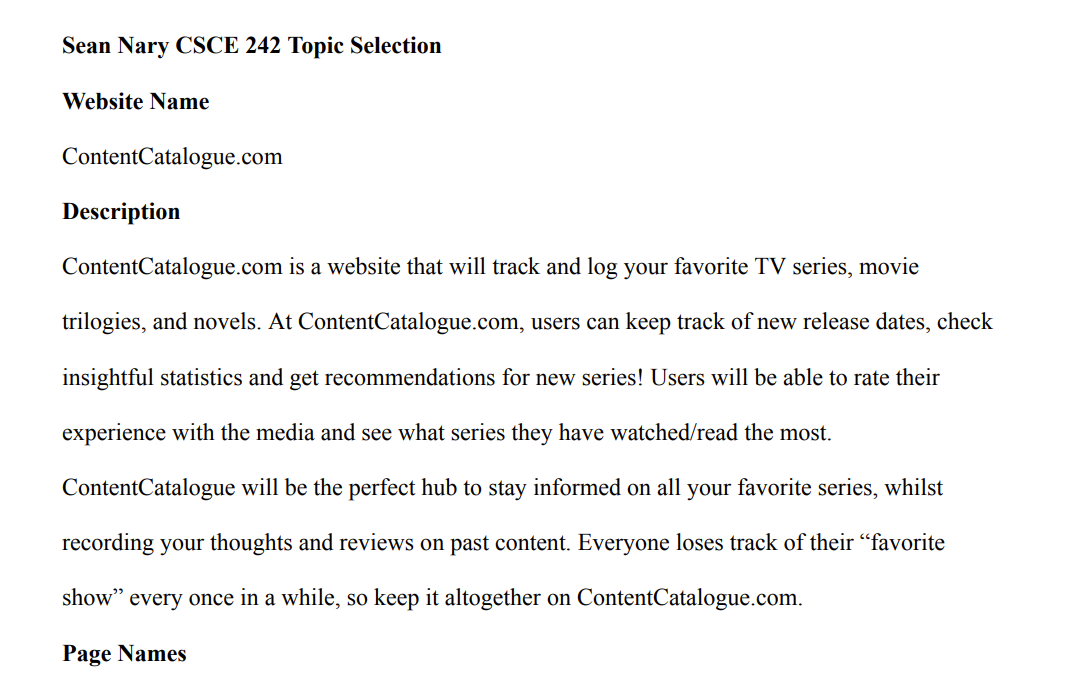 Sean Nary CSCE 242 Topic Selection
Website Name
ContentCatalogue.com
Description
ContentCatalogue.com is a website that will track and log your favorite TV series, movie
trilogies, and novels. At ContentCatalogue.com, users can keep track of new release dates, check
insightful statistics and get recommendations for new series! Users will be able to rate their
experience with the media and see what series they have watched/read the most.
ContentCatalogue will be the perfect hub to stay informed on all your favorite series, whilst
recording your thoughts and reviews on past content. Everyone loses track of their “favorite
show” every once in a while, so keep it altogether on ContentCatalogue.com.
Page Names